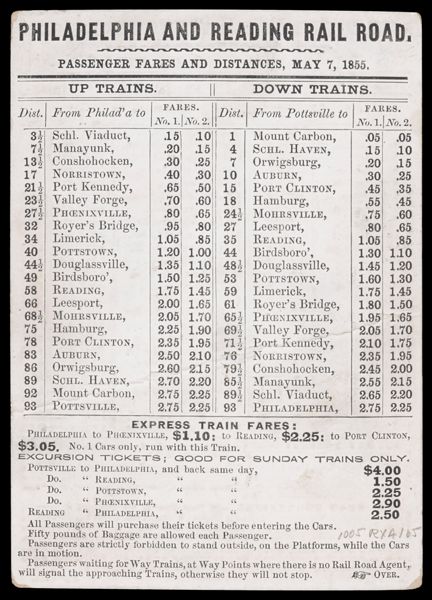 PHILADELPHIA AND READING RAIL ROAD.
PASSENGER FARES AND DISTANCES, MAY 7, 1855.
UP TRAINS. DOWN TRAINS.
Dist. From Philad'a to FARES. No. 1. No. 2. Dist. From Pottsville to FARES. No. 1. No. 2.
3½ Schl. Viaduct, .15 .10 1 Mount Carbon, .05 .05
7½ Manayunk, .20 .15 4 SCHL. HAVEN, .15 .10
13½ Conshohocken, .30 .25 7 Orwigsburg, .20 .15
17 NORRISTOWN, .40 .30 10 AUBURN, .30 .25
21½ Port Kennedy, .65 .50 15 PORT CLINTON, .45 .35
23½ Valley Forge, .70 .60 18 Hamburg, .55 .45
27½ PHŒNIXVILLE, .80 .65 24½ MOHRSVILLE, .75 .60
32 Royer's Bridge, .95 .80 27 Leesport, .80 .65
34 Limerick, 1.05 .85 35 READING, 1.05 .85
40 POTTSTOWN, 1.20 1.00 44 Birdsboro', 1.30 1.10
44½ Douglassville, 1.35 1.10 48½ Douglassville, 1.45 1.20
49 Birdsboro', 1.50 1.25 53 POTTSTOWN, 1.60 1.30
58 READING, 1.75 1.45 59 Limerick, 1.75 1.45
66 Leesport, 2.00 1.65 61 Royer's Bridge, 1.80 1.50
68½ MOHRSVILLE, 2.05 1.70 65½ PHŒNIXVILLE, 1.95 1.65
75 Hamburg, 2.25 1.90 69½ Valley Forge, 2.05 1.70
78 PORT CLINTON, 2.35 1.95 71½ Port Kennedy, 2.10 1.75
83 AUBURN, 2.50 2.10 76 NORRISTOWN, 2.35 1.95
86 Orwigsburg, 2.60 2.15 79½ Conshohocken, 2.45 2.00
89 SCHL. HAVEN, 2.70 2.20 85½ Manayunk, 2.55 2.15
92 Mount Carbon, 2.75 2.25 89½ Schl. Viaduct, 2.65 2.20
93 POTTSVILLE, 2.75 2.25 93 PHILADELPHIA, 2.75 2.25
EXPRESS TRAIN FARES:
PHILADELPHIA to PHŒNIXVILLE, $1.10; to READING, $2.25; to PORT CLINTON,
$3.05. No. 1 Cars only, run with this Train.
EXCURSION TICKETS; GOOD FOR SUNDAY TRAINS ONLY.
POTTSVILLE to PHILADELPHIA, and back same day, $4.00
Do. " READING, " " 1.50
Do. " POTTSTOWN, " " 2.25
Do. " PHŒNIXVILLE, " " 2.90
READING " PHILADELPHIA, " " 2.50
All Passengers will purchase their tickets before entering the Cars.
Fifty pounds of Baggage are allowed each Passenger.
Passengers are strictly forbidden to stand outside, on the Platforms, while the Cars
are in motion.
Passengers waiting for Way Trains, at Way Points where there is no Rail Road Agent,
will signal the approaching Trains, otherwise they will not stop. ☞ OVER.